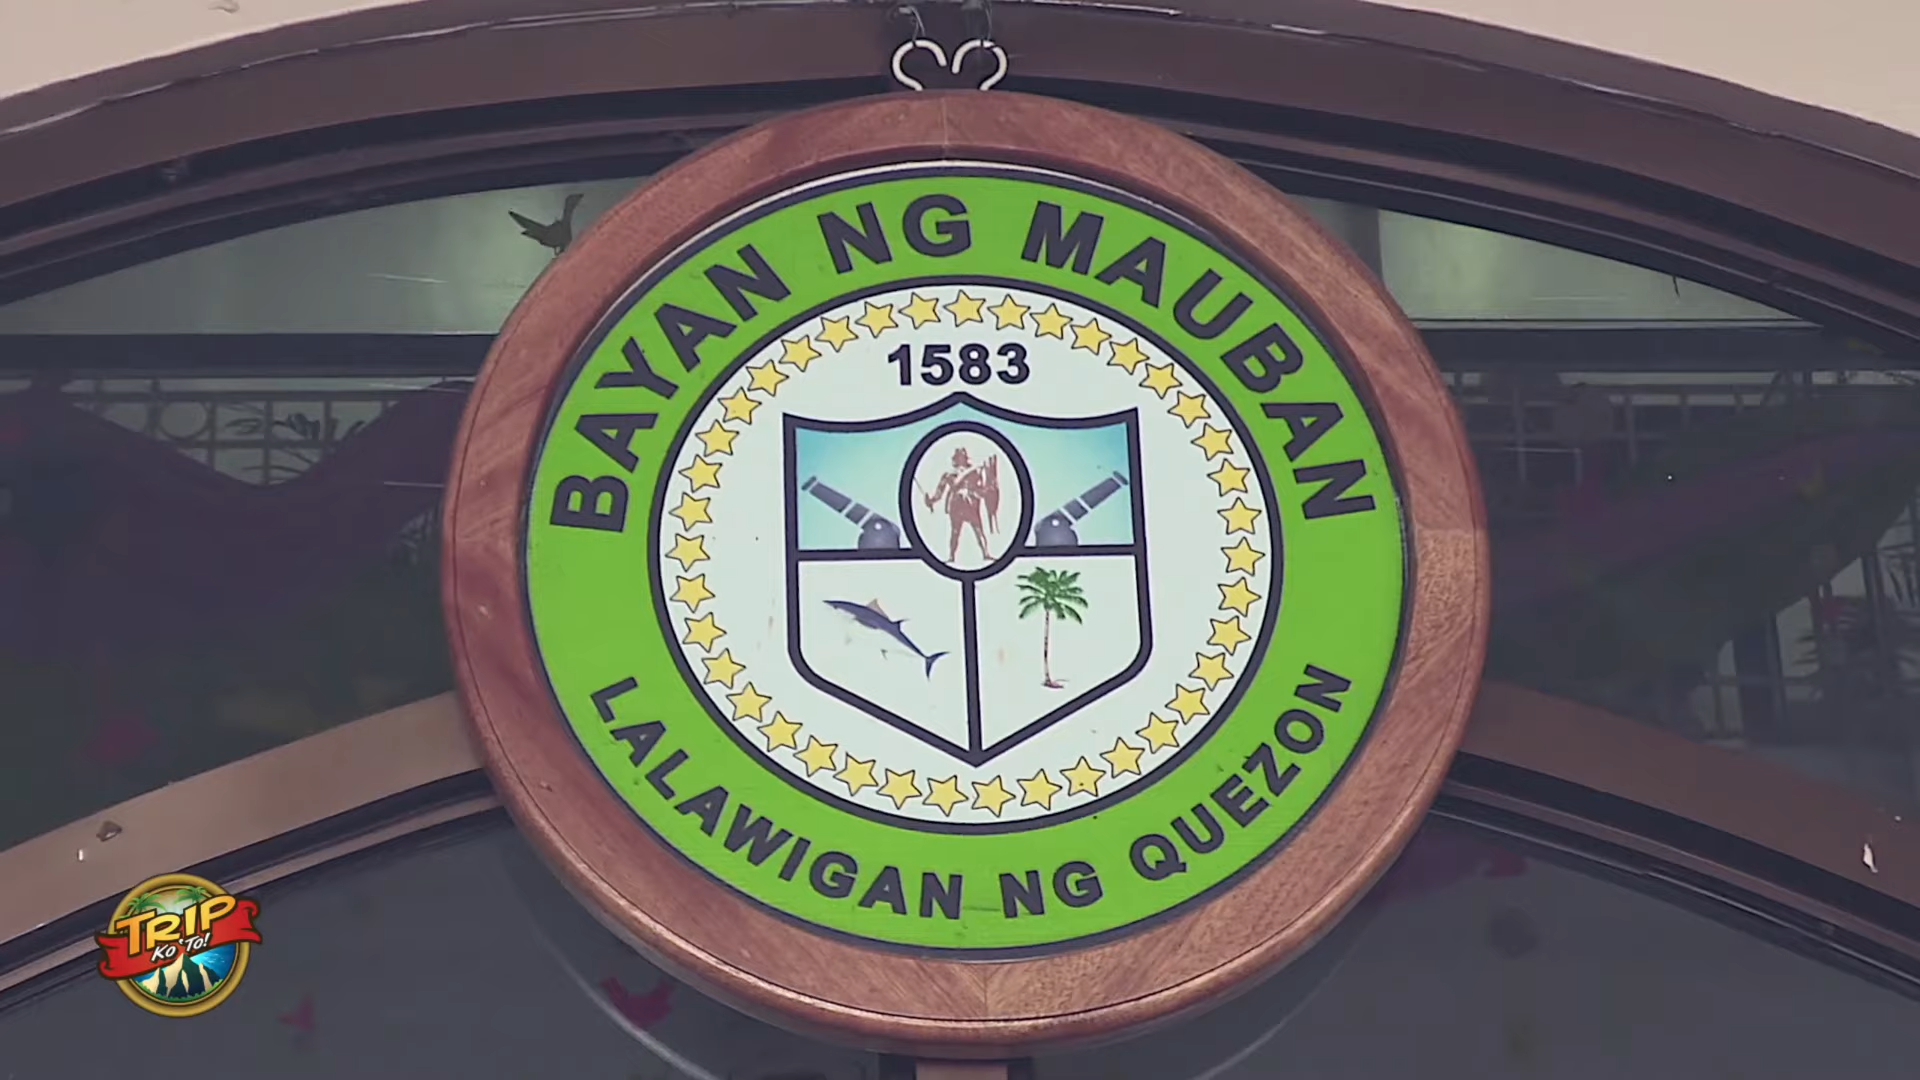 BAYAN NG MAUBAN
1583
LALAWIGAN NG QUEZON
TRIP
KO 'TO!